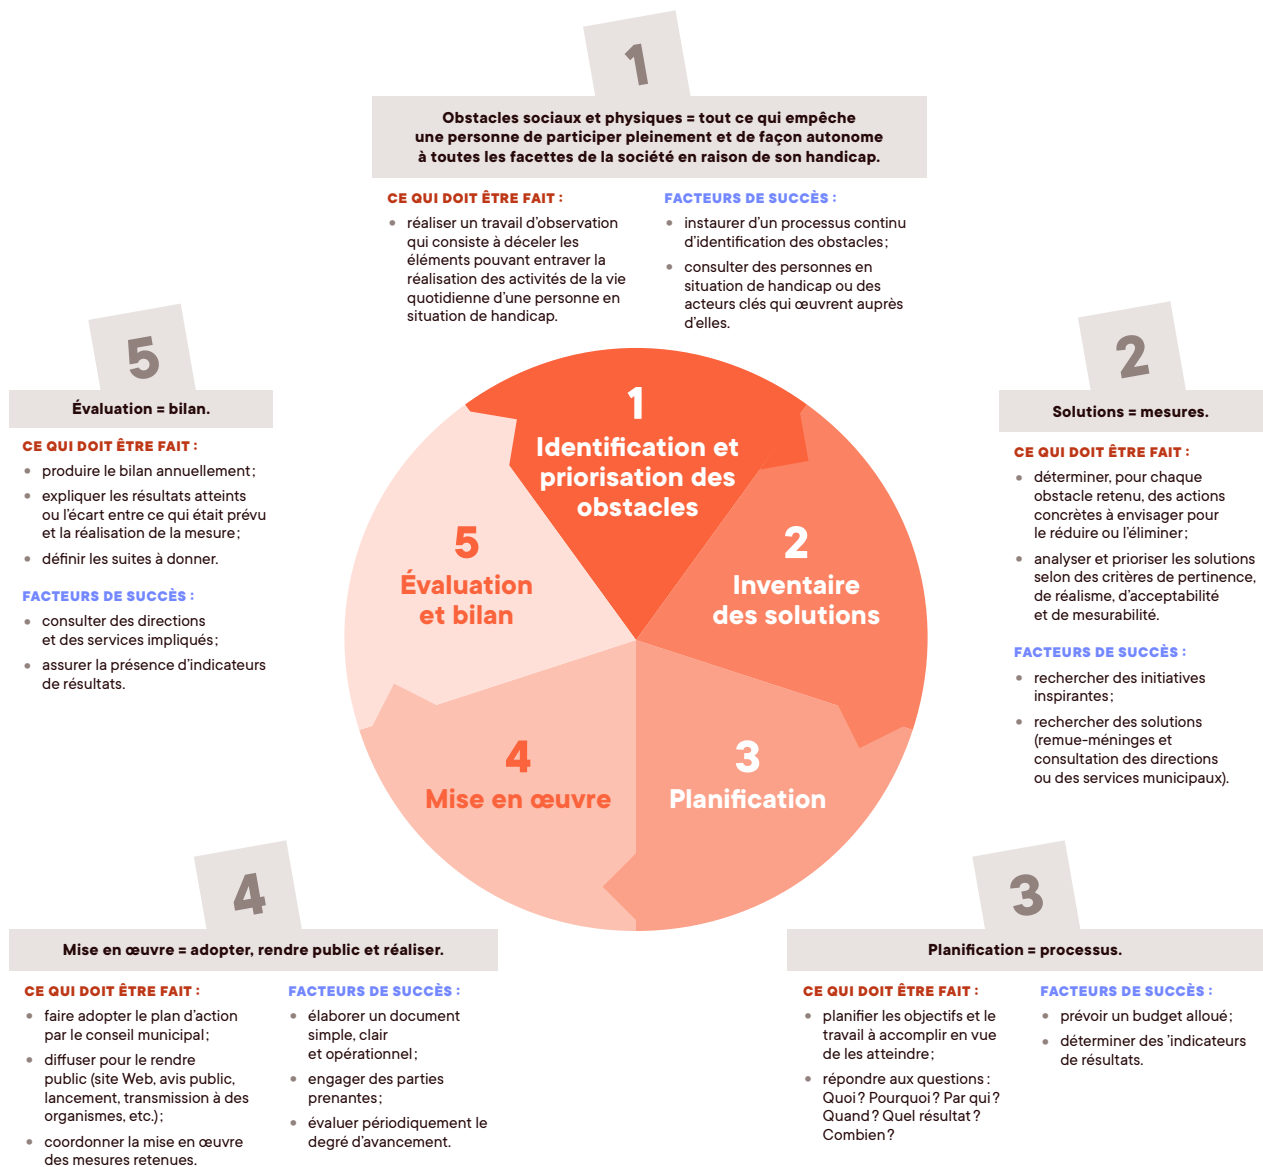 1
Obstacles sociaux et physiques = tout ce qui empêche
une personne de participer pleinement et de façon autonome
à toutes les facettes de la société en raison de son handicap.
CE QUI DOIT ÊTRE FAIT :
• réaliser un travail d'observation
qui consiste à déceler les
éléments pouvant entraver la
réalisation des activités de la vie
quotidienne d'une personne en
situation de handicap.
FACTEURS DE SUCCÈS :
• instaurer d'un processus continu
d'identification des obstacles;
• consulter des personnes en
situation de handicap ou des
acteurs clés qui œuvrent auprès
d'elles.
2
Solutions = mesures.
CE QUI DOIT ÊTRE FAIT :
• déterminer, pour chaque
obstacle retenu, des actions
concrètes à envisager pour
le réduire ou l'éliminer;
• analyser et prioriser les solutions
selon des critères de pertinence,
de réalisme, d'acceptabilité
et de mesurabilité.
FACTEURS DE SUCCÈS :
• rechercher des initiatives
inspirantes;
• rechercher des solutions
(remue-méninges et
consultation des directions
ou des services municipaux).
3
Planification = processus.
CE QUI DOIT ÊTRE FAIT :
• planifier les objectifs et le
travail à accomplir en vue
de les atteindre;
• répondre aux questions :
Quoi? Pourquoi? Par qui?
Quand? Quel résultat?
Combien?
FACTEURS DE SUCCÈS :
• prévoir un budget alloué;
• déterminer des 'indicateurs
de résultats.
4
Mise en œuvre = adopter, rendre public et réaliser.
CE QUI DOIT ÊTRE FAIT :
• faire adopter le plan d'action
par le conseil municipal;
• diffuser pour le rendre
public (site Web, avis public,
lancement, transmission à des
organismes, etc.);
• coordonner la mise en œuvre
des mesures retenues.
FACTEURS DE SUCCÈS :
• élaborer un document
simple, clair
et opérationnel;
• engager des parties
prenantes;
• évaluer périodiquement le
degré d'avancement.
5
Évaluation = bilan.
CE QUI DOIT ÊTRE FAIT :
• produire le bilan annuellement;
• expliquer les résultats atteints
ou l'écart entre ce qui était prévu
et la réalisation de la mesure;
• définir les suites à donner.
FACTEURS DE SUCCÈS :
• consulter des directions
et des services impliqués;
• assurer la présence d'indicateurs
de résultats.
1
Identification et
priorisation des
obstacles
2
Inventaire
des solutions
3
Planification
4
Mise en œuvre
5
Évaluation
et bilan